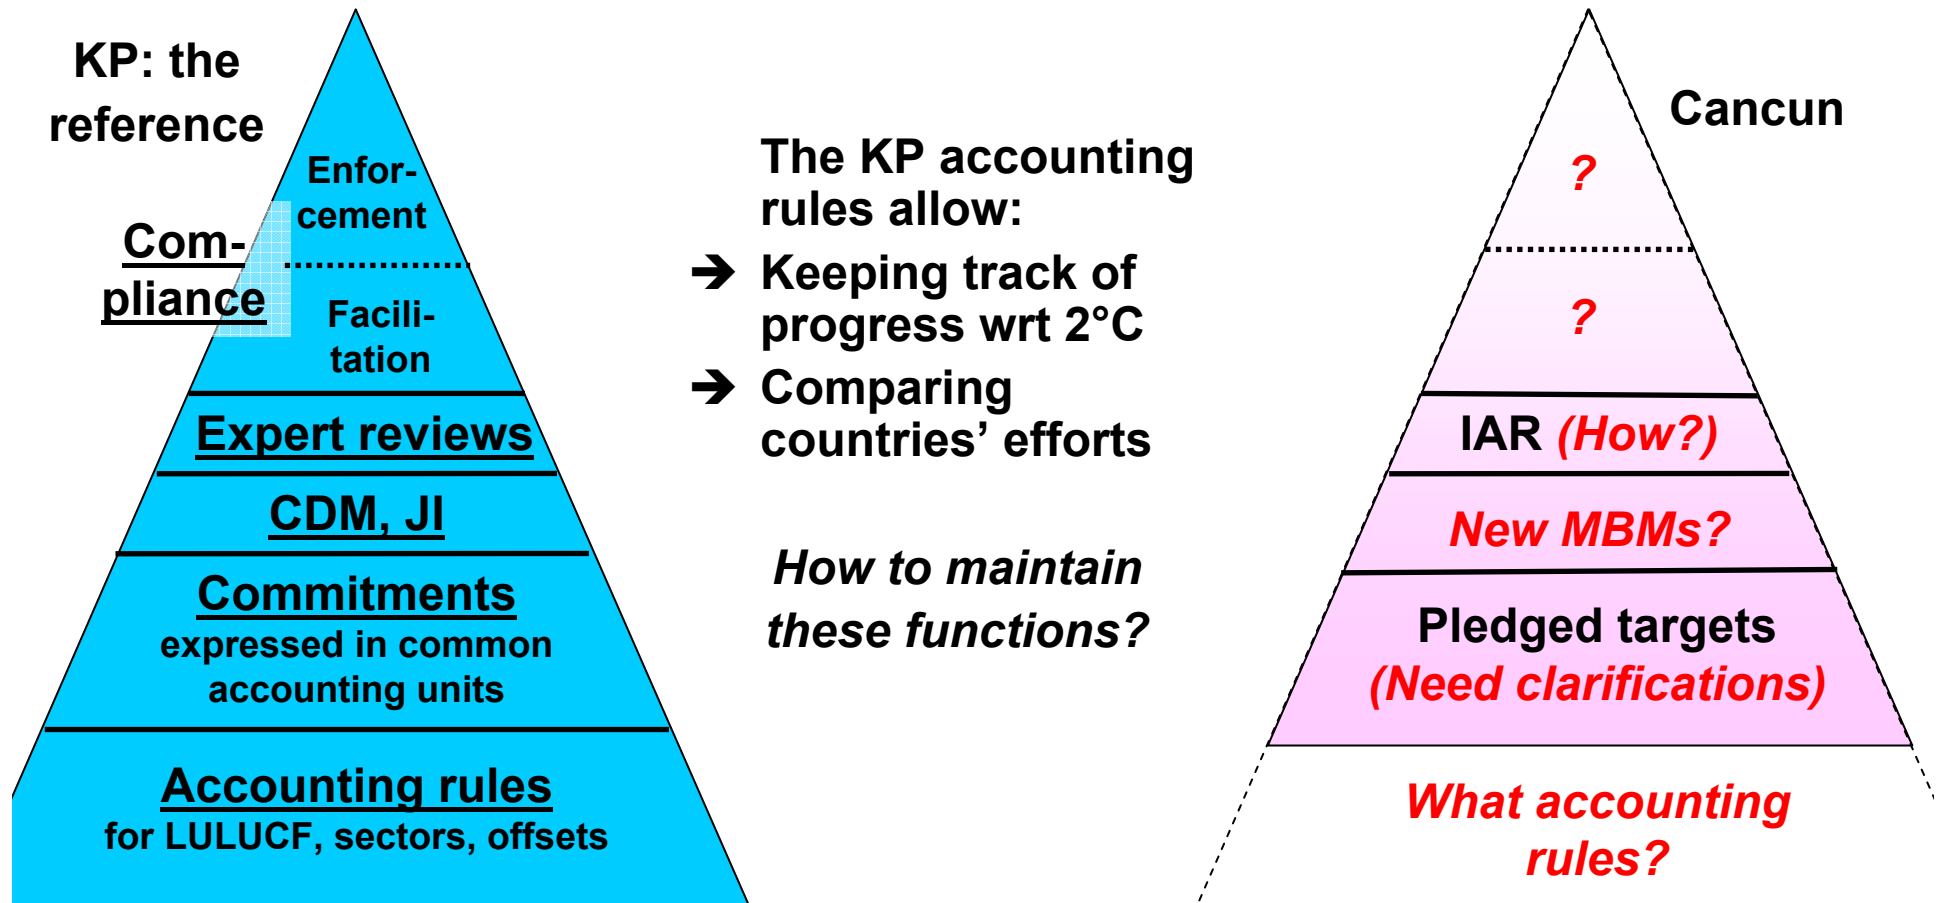 KP: the
reference
Enfor-
cement
Com-
pliance
Facili-
tation
Expert reviews
CDM, JI
Commitments
expressed in common
accounting units
Accounting rules
for LULUCF, sectors, offsets
The KP accounting
rules allow:
➔ Keeping track of
progress wrt 2°C
➔ Comparing
countries’ efforts
How to maintain
these functions?
Cancun
?
?
IAR (How?)
New MBMs?
Pledged targets
(Need clarifications)
What accounting
rules?